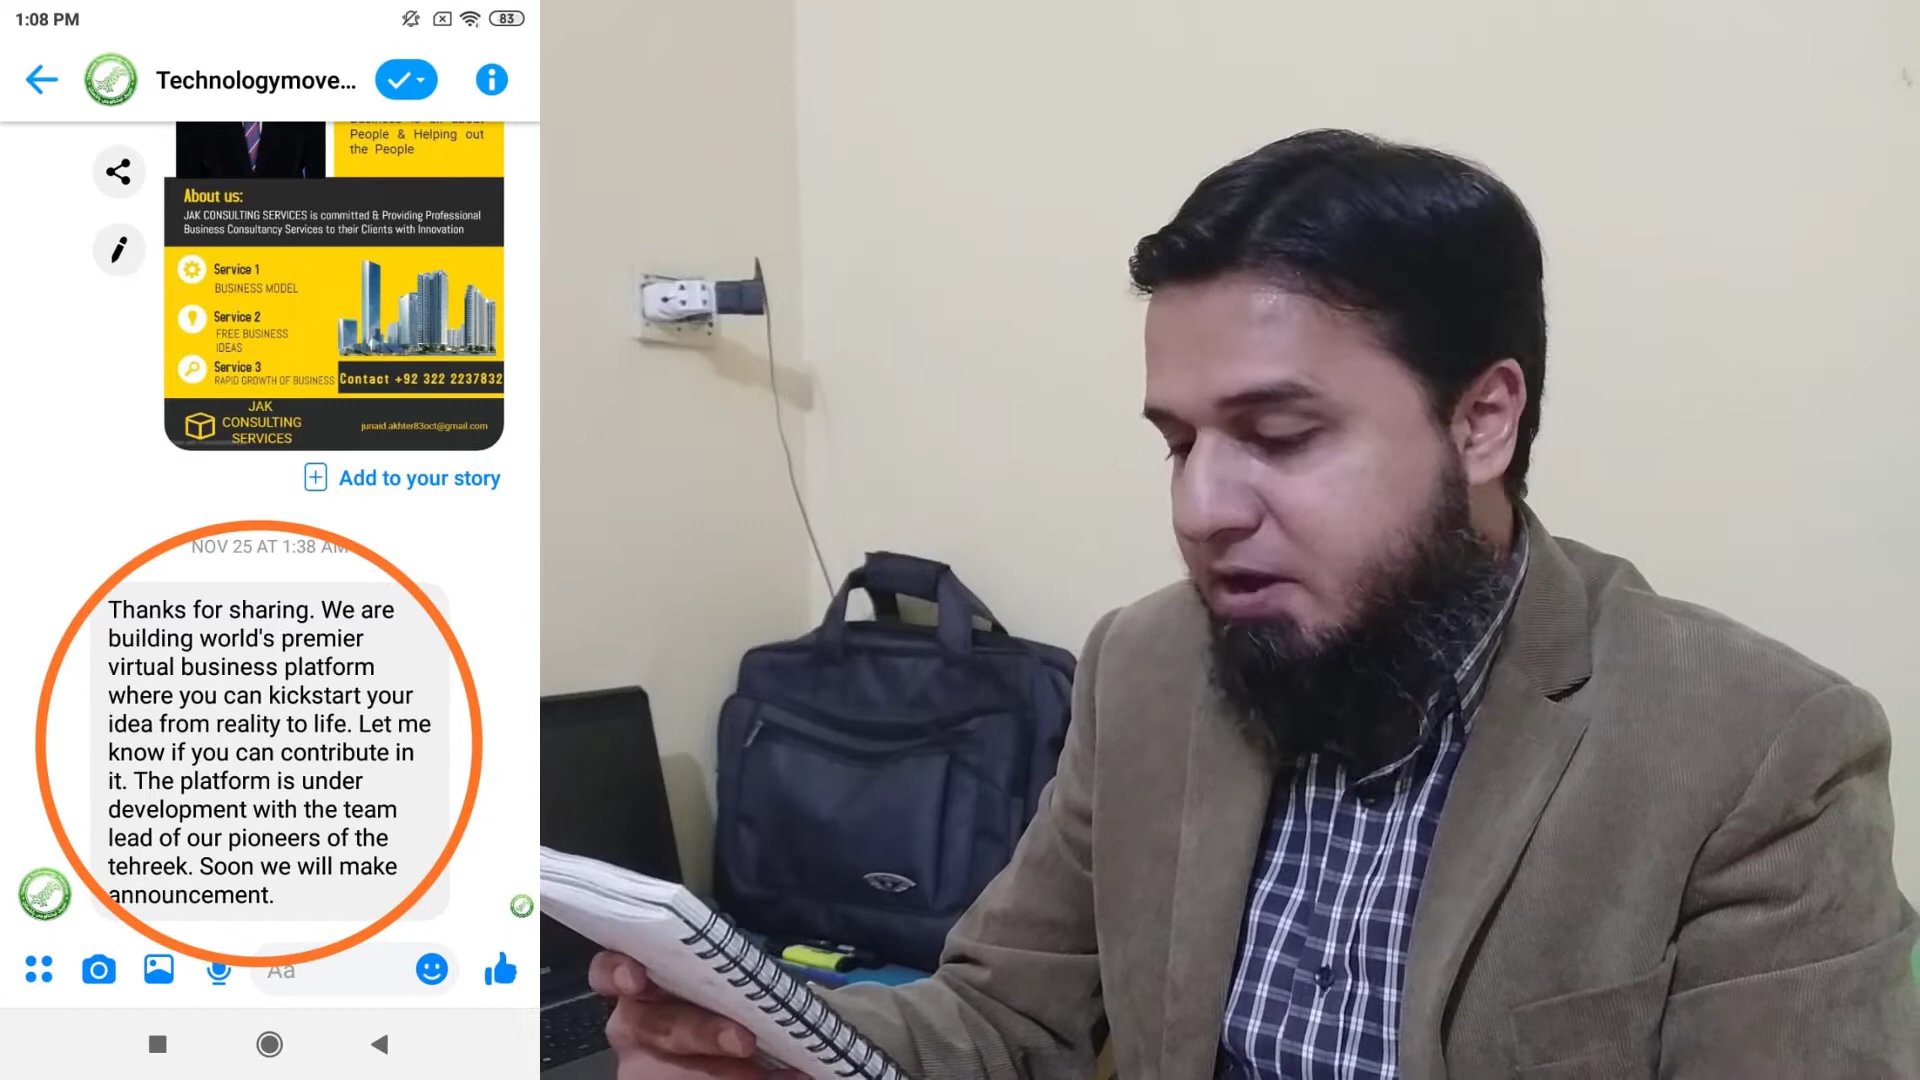 1:08 PM
83
Technologymove...
People & Helping out
the People
About us:
JAK CONSULTING SERVICES is committed & Providing Professional
Business Consultancy Services to their Clients with Innovation
Service 1
BUSINESS MODEL
Service 2
FREE BUSINESS
IDEAS
Service 3
RAPID GROWTH OF BUSINESS
Contact +92 322 2237832
JAK
CONSULTING
SERVICES
junaid.akhter83oct@gmail.com
Add to your story
NOV 25 AT 1:38 AM
Thanks for sharing. We are
building world's premier
virtual business platform
where you can kickstart your
idea from reality to life. Let me
know if you can contribute in
it. The platform is under
development with the team
lead of our pioneers of the
tehreek. Soon we will make
announcement.
Aa